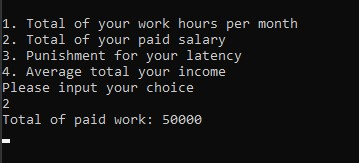 1. Total of your work hours per month
2. Total of your paid salary
3. Punishment for your latency
4. Average total your income
Please input your choice
2
Total of paid work: 50000